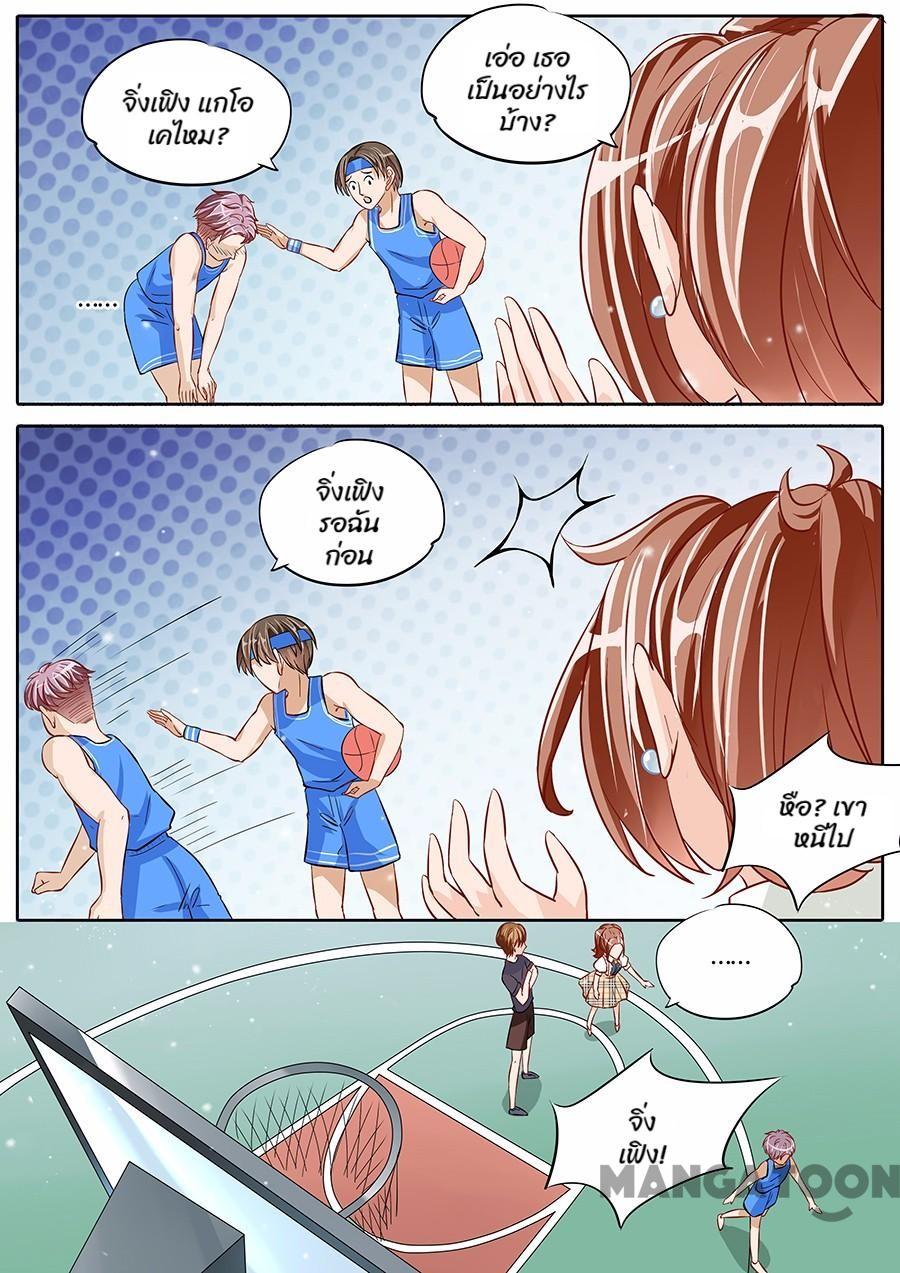 จิ่งเฟิง แกโอ
เคไหม?
เอ่อ เธอ
เป็นอย่างไร
บ้าง?
……
จิ่งเฟิง
รอฉัน
ก่อน
หือ? เขา
หนีไป
……
จิ่ง
เฟิง!
MANGATOON